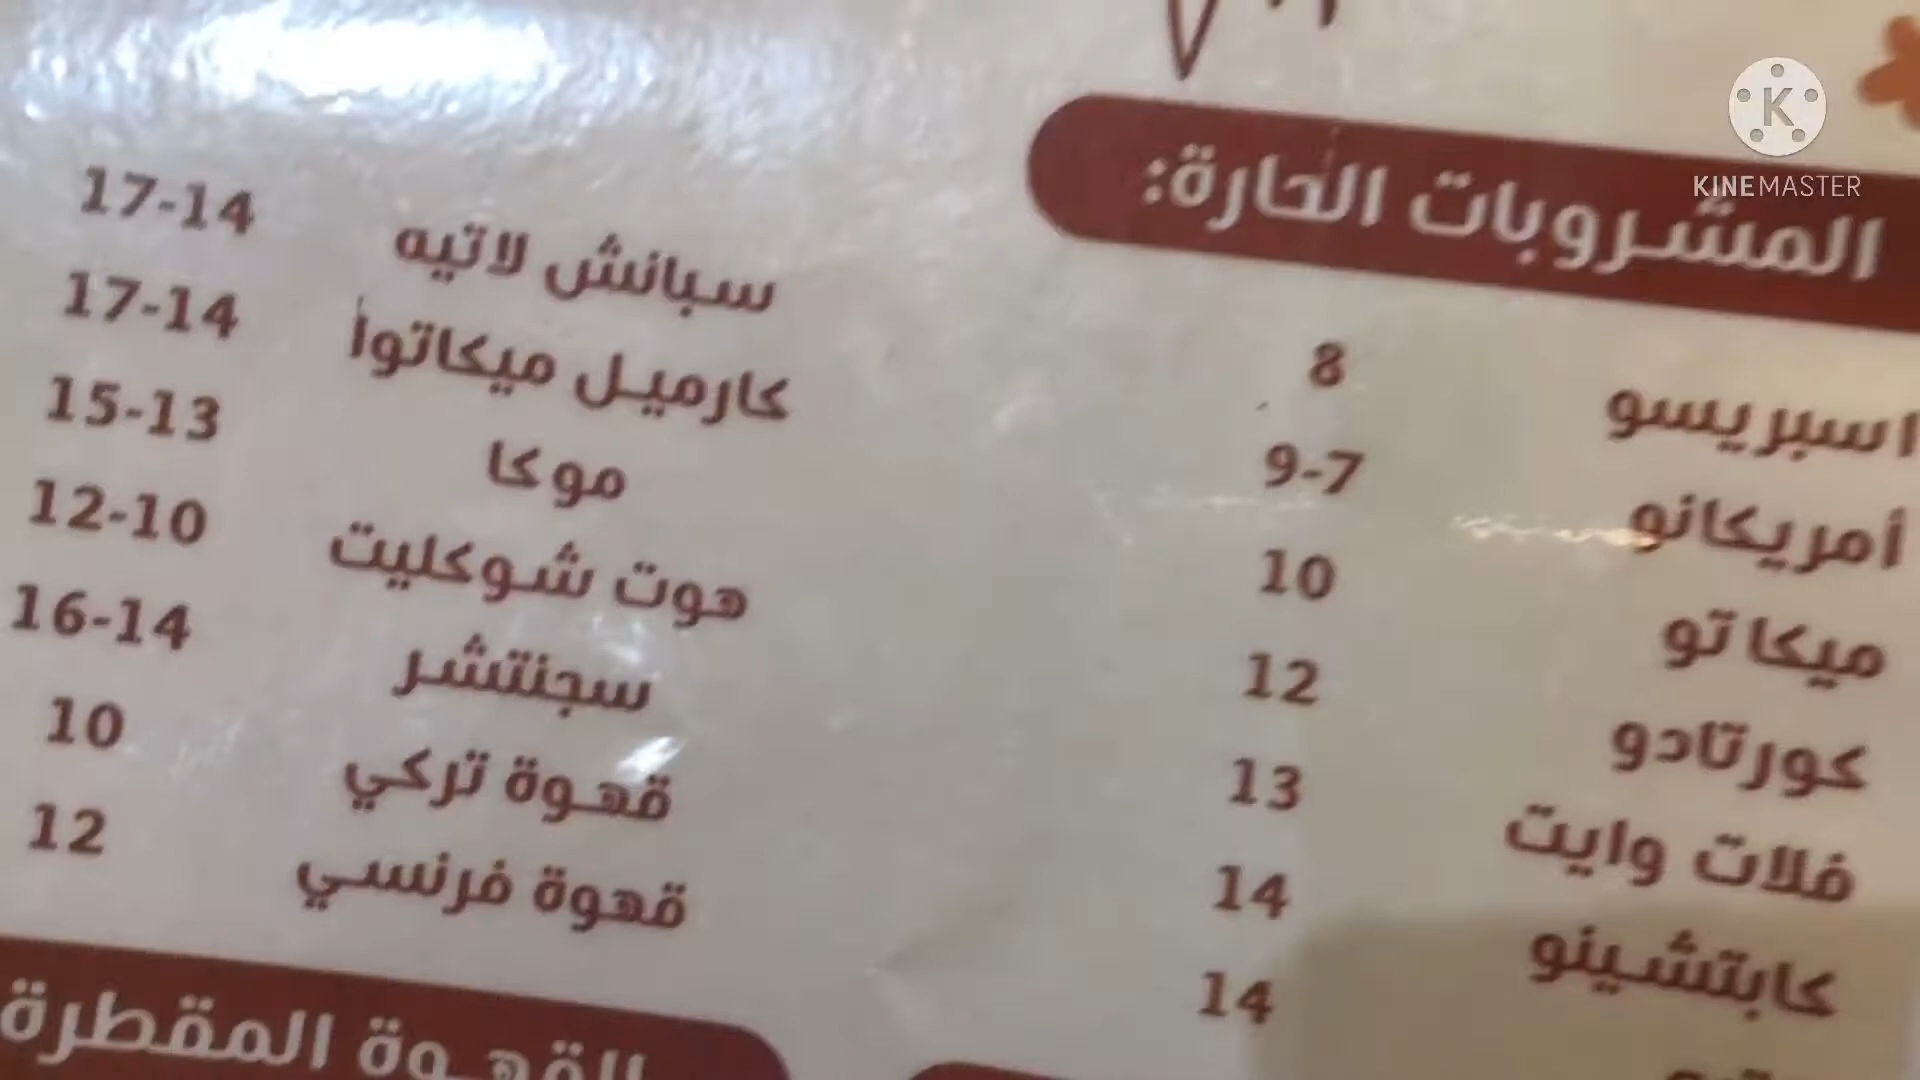 KINEMASTER
المشروبات الحارة:
اسبريسو 8
أمريكانو 9-7
ميكاتو 10
كورتادو 12
فلات وايت 13
كابتشينو 14
14
سبانش لاتيه 17-14
كارميل ميكاتوا 17-14
موكا 15-13
هوت شوكليت 12-10
سجنتشر 16-14
قهوة تركي 10
قهوة فرنسي 12
القهوة المقطرة